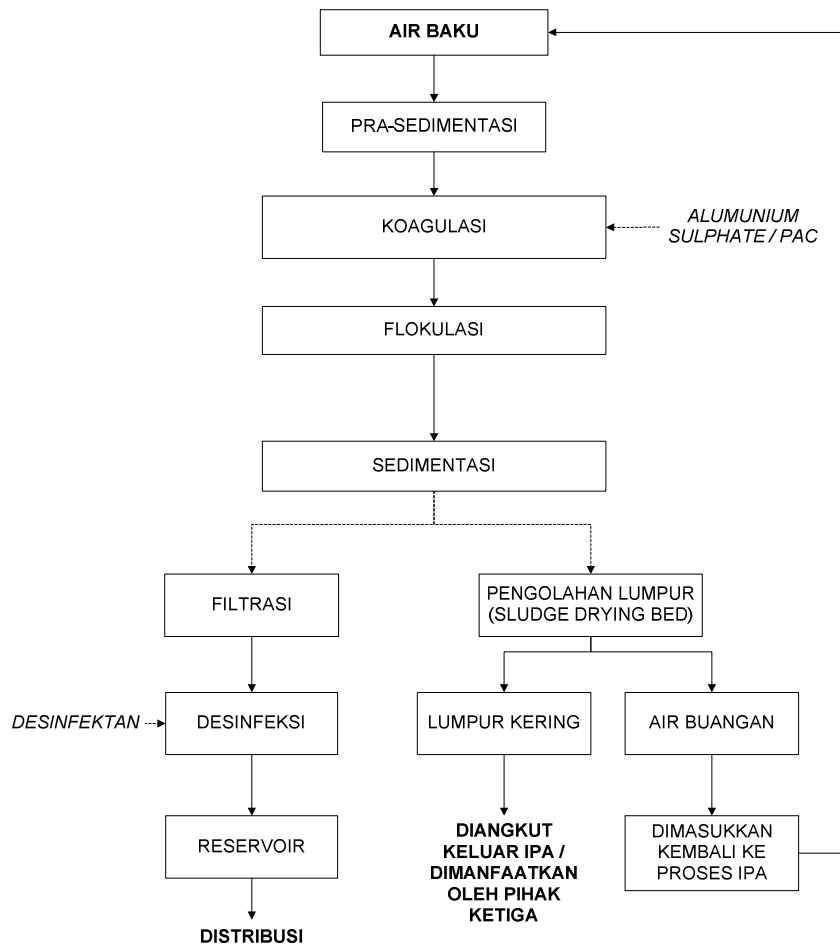 AIR BAKU
PRA-SEDIMENTASI
KOAGULASI
ALUMUNIUM
SULPHATE / PAC
FLOKULASI
SEDIMENTASI
FILTRASI
PENGOLAHAN LUMPUR
(SLUDGE DRYING BED)
DESINFEKTAN
DESINFEKSI
LUMPUR KERING
AIR BUANGAN
RESERVOIR
DIANGKUT
KELUAR IPA /
DIMANFAATKAN
OLEH PIHAK
KETIGA
DIMASUKKAN
KEMBALI KE
PROSES IPA
DISTRIBUSI